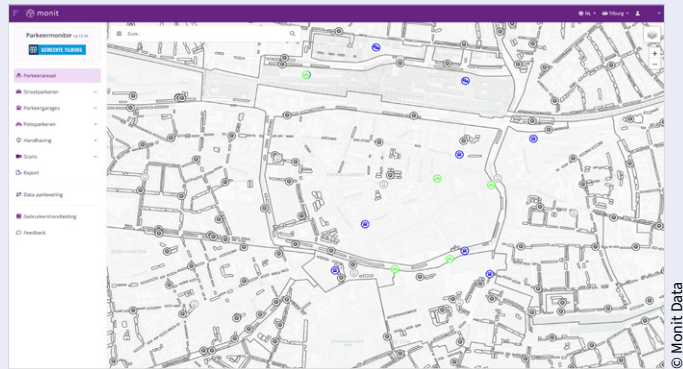 monit
NL
Tilburg
Parkeermonitor
GEMEENTE TILBURG
Zoek..
Parkeerareaal
Straatparkeren
Parkeergarages
Fietsparkeren
Handhaving
Scans
Export
Data aanlevering
Gebruikershandleiding
Feedback
© Monit Data